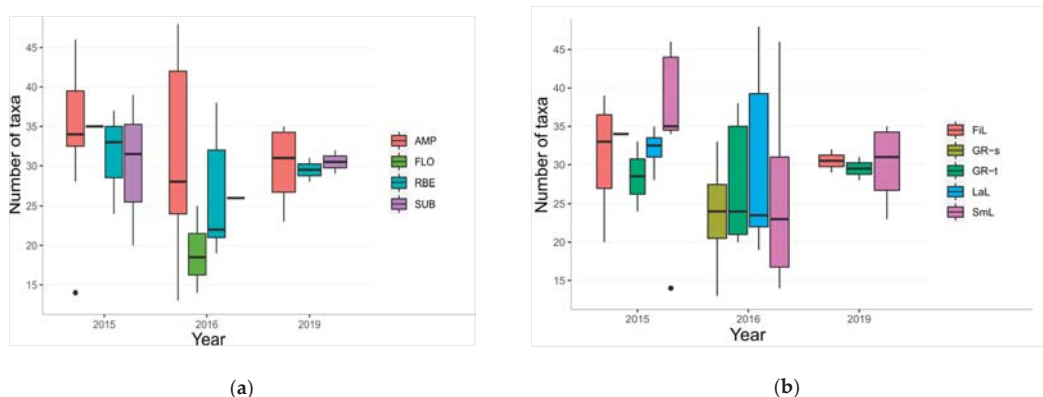 Number of taxa
45
40
35
30
25
20
15
2015
2016
2019
Year
AMP
FLO
RBE
SUB
(a)
Number of taxa
45
40
35
30
25
20
15
2015
2016
2019
Year
FiL
GR-s
GR-t
LaL
SmL
(b)